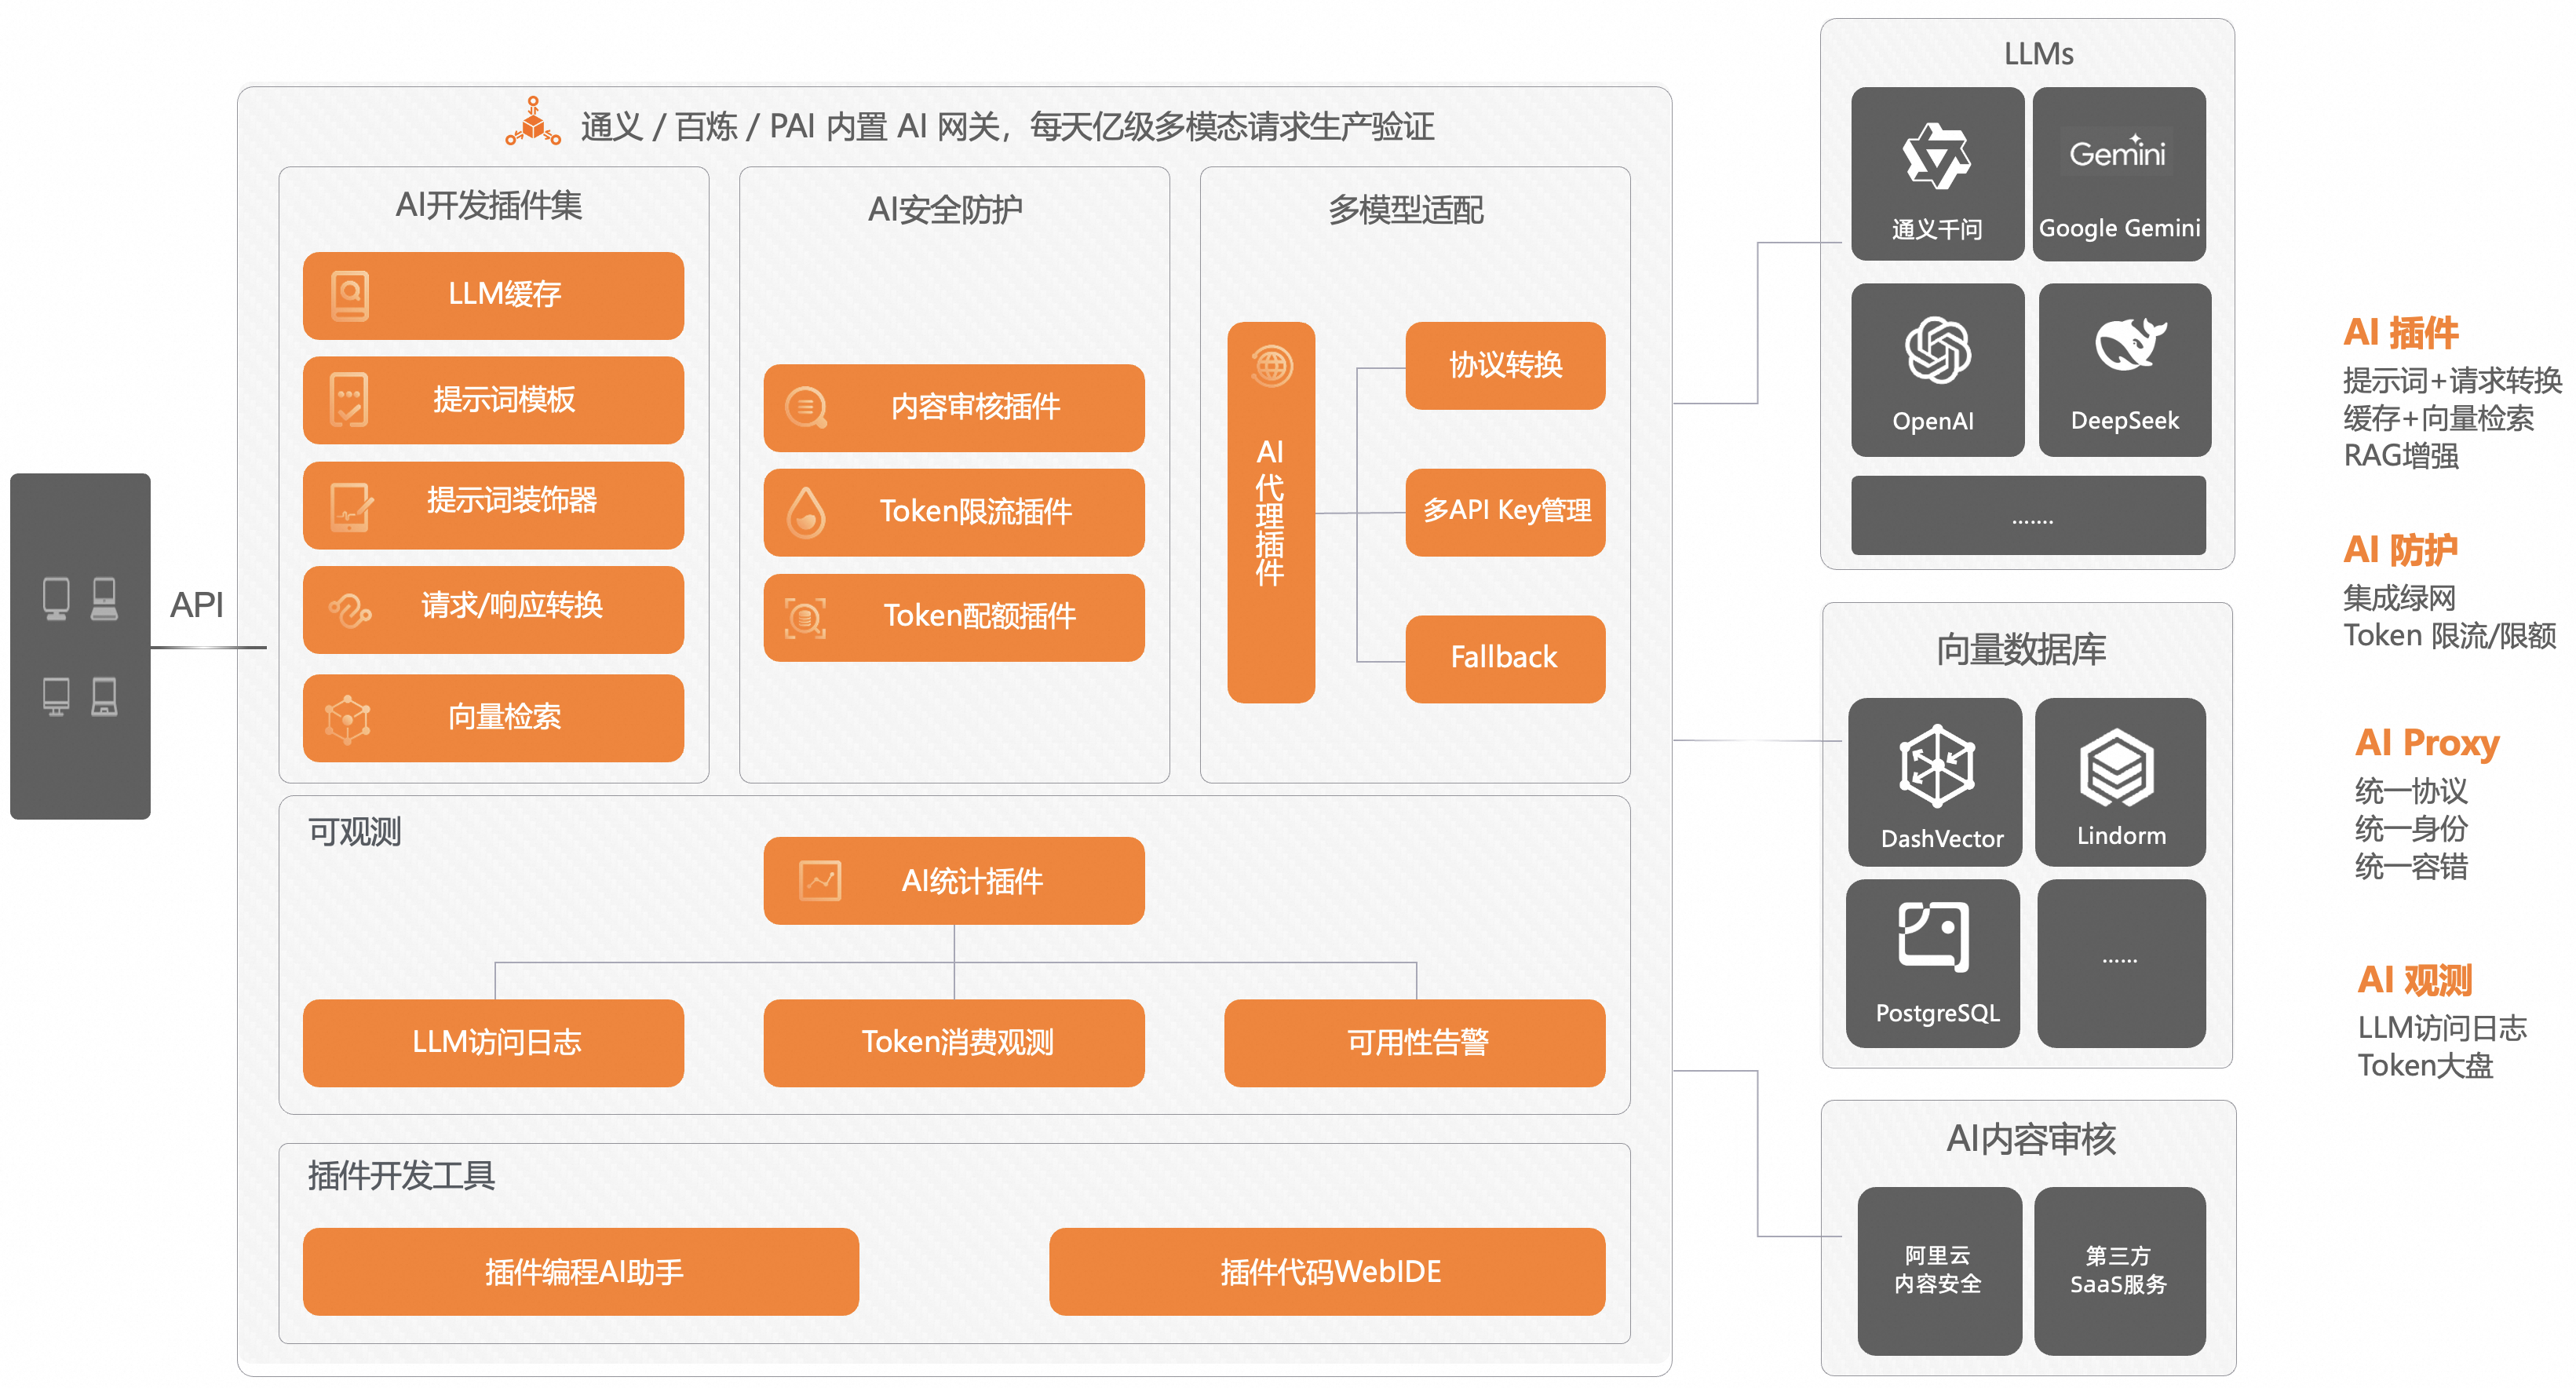 API
通义 / 百炼 / PAI 内置 AI 网关，每天亿级多模态请求生产验证
AI开发插件集
LLM缓存
提示词模板
提示词装饰器
请求/响应转换
向量检索
AI安全防护
内容审核插件
Token限流插件
Token配额插件
多模型适配
AI代理插件
协议转换
多API Key管理
Fallback
可观测
AI统计插件
LLM访问日志
Token消费观测
可用性告警
插件开发工具
插件编程AI助手
插件代码WebIDE
LLMs
通义千问
Gemini
Google Gemini
OpenAI
DeepSeek
.......
向量数据库
DashVector
Lindorm
PostgreSQL
......
AI内容审核
阿里云
内容安全
第三方
SaaS服务
AI 插件
提示词+请求转换
缓存+向量检索
RAG增强
AI 防护
集成绿网
Token 限流/限额
AI Proxy
统一协议
统一身份
统一容错
AI 观测
LLM访问日志
Token大盘